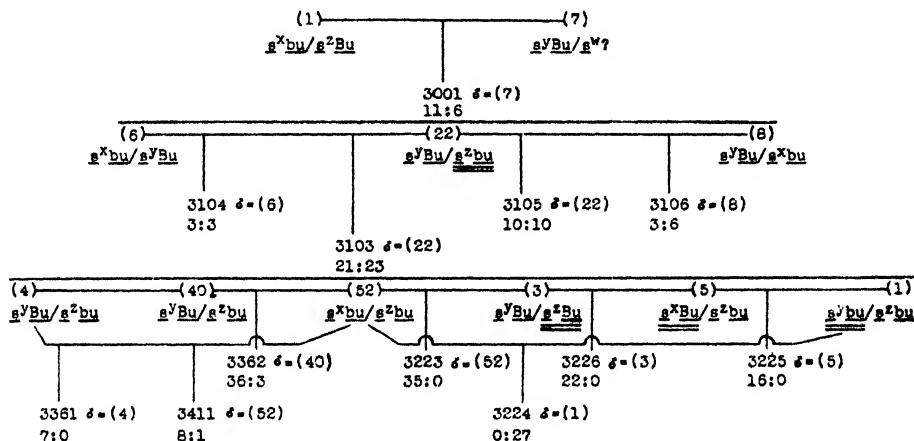 (1) (7)
s^x bu/s^z Bu s^y Bu/s^w?
3001 ♂=(7)
11:6
(6) (22) (8)
s^x bu/s^y Bu s^y Bu/s^z bu s^y Bu/s^x bu
3104 ♂=(6) 3105 ♂=(22) 3106 ♂=(8)
3:3 10:10 3:6
3103 ♂=(22)
21:23
(4) (40) (52) (3) (5) (1)
s^y Bu/s^z bu s^y Bu/s^z bu s^x bu/s^z bu s^y Bu/s^z Bu s^x Bu/s^z bu s^y bu/s^z bu
3362 ♂=(40) 3223 ♂=(52) 3226 ♂=(3) 3225 ♂=(5)
36:3 35:0 22:0 16:0
3361 ♂=(4) 3411 ♂=(52) 3224 ♂=(1)
7:0 8:1 0:27